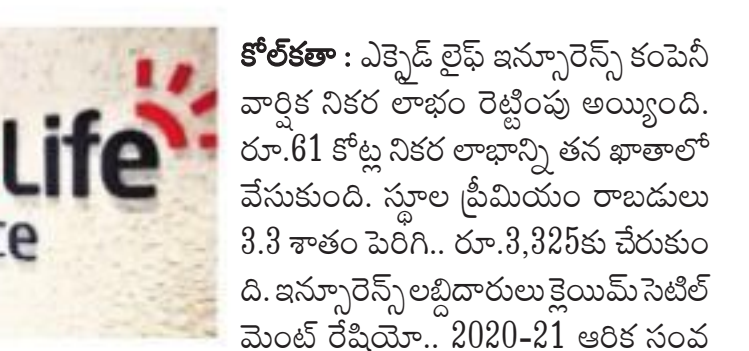 Life
ce
కోల్‌కతా : ఎక్సైడ్ లైఫ్ ఇన్సూరెన్స్ కంపెనీ
వార్షిక నికర లాభం రెట్టింపు అయ్యింది.
రూ.61 కోట్ల నికర లాభాన్ని తన ఖాతాలో
వేసుకుంది. స్థూల ప్రీమియం రాబడులు
3.3 శాతం పెరిగి.. రూ.3,325కు చేరుకుం
ది. ఇన్సూరెన్స్ లబ్దిదారులు క్లెయిమ్ సెటిల్
మెంట్ రేషియో.. 2020-21 ఆరిక సంవ